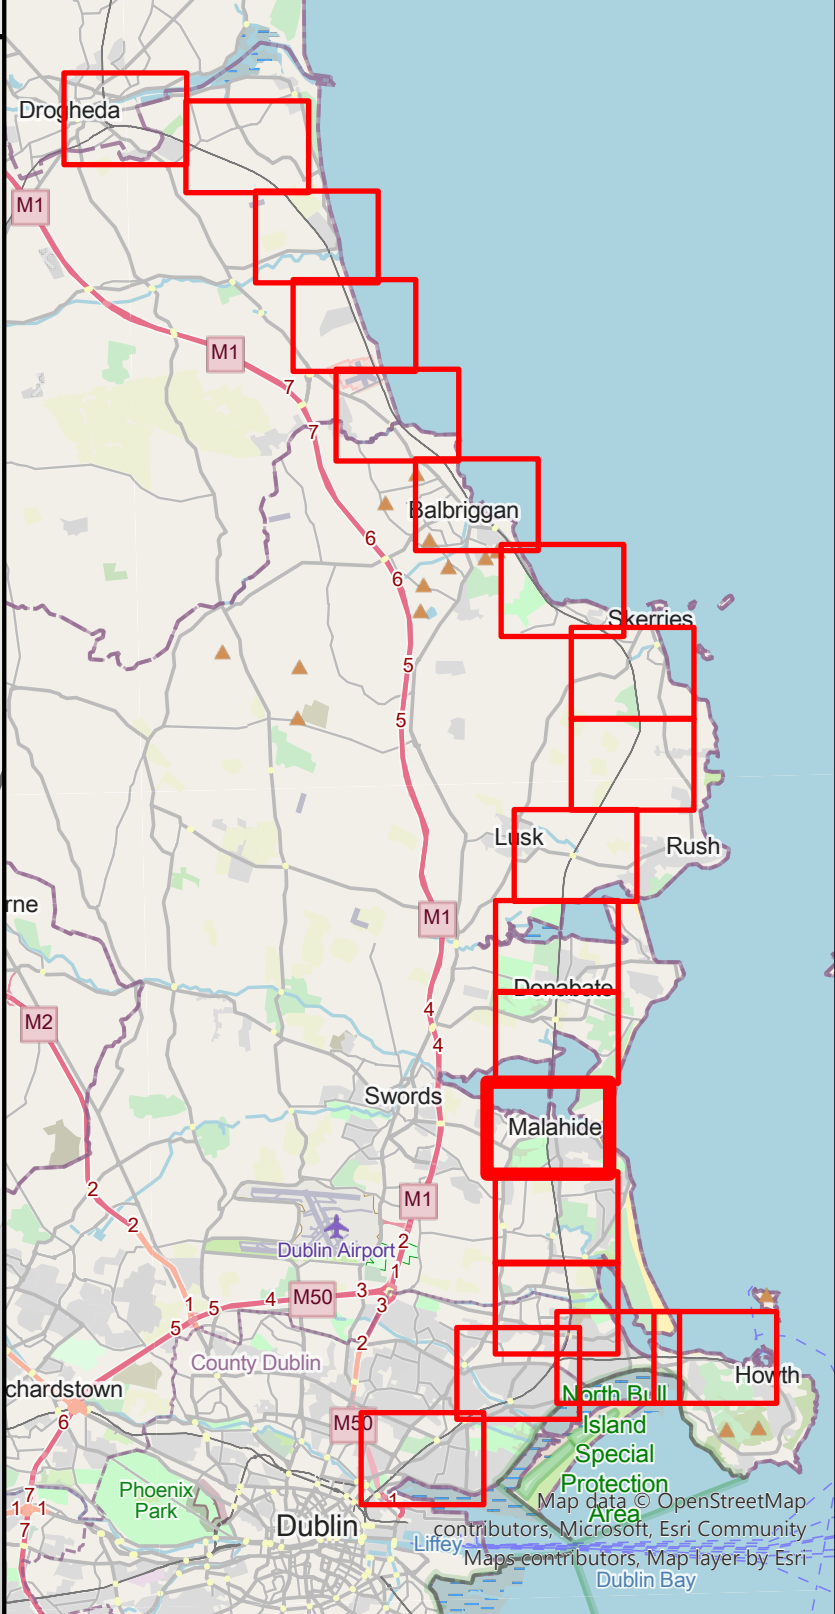 Drogheda
M1
M1
7
7
Balbriggan
6
6
Skerries
5
5
Lusk
Rush
rne
M1
Donabate
4
M2
4
Swords
Malahide
2
M1
2
2
Dublin Airport
1
M50
3
4
1
5
3
5
2
County Dublin
Howth
chardstown
North Bull
Island
Special
Protection
Area
6
M50
Phoenix
Park
7
1
1
7
1
Dublin
Liffey
Map data © OpenStreetMap
contributors, Microsoft, Esri Community
Maps contributors, Map layer by Esri
Dublin Bay